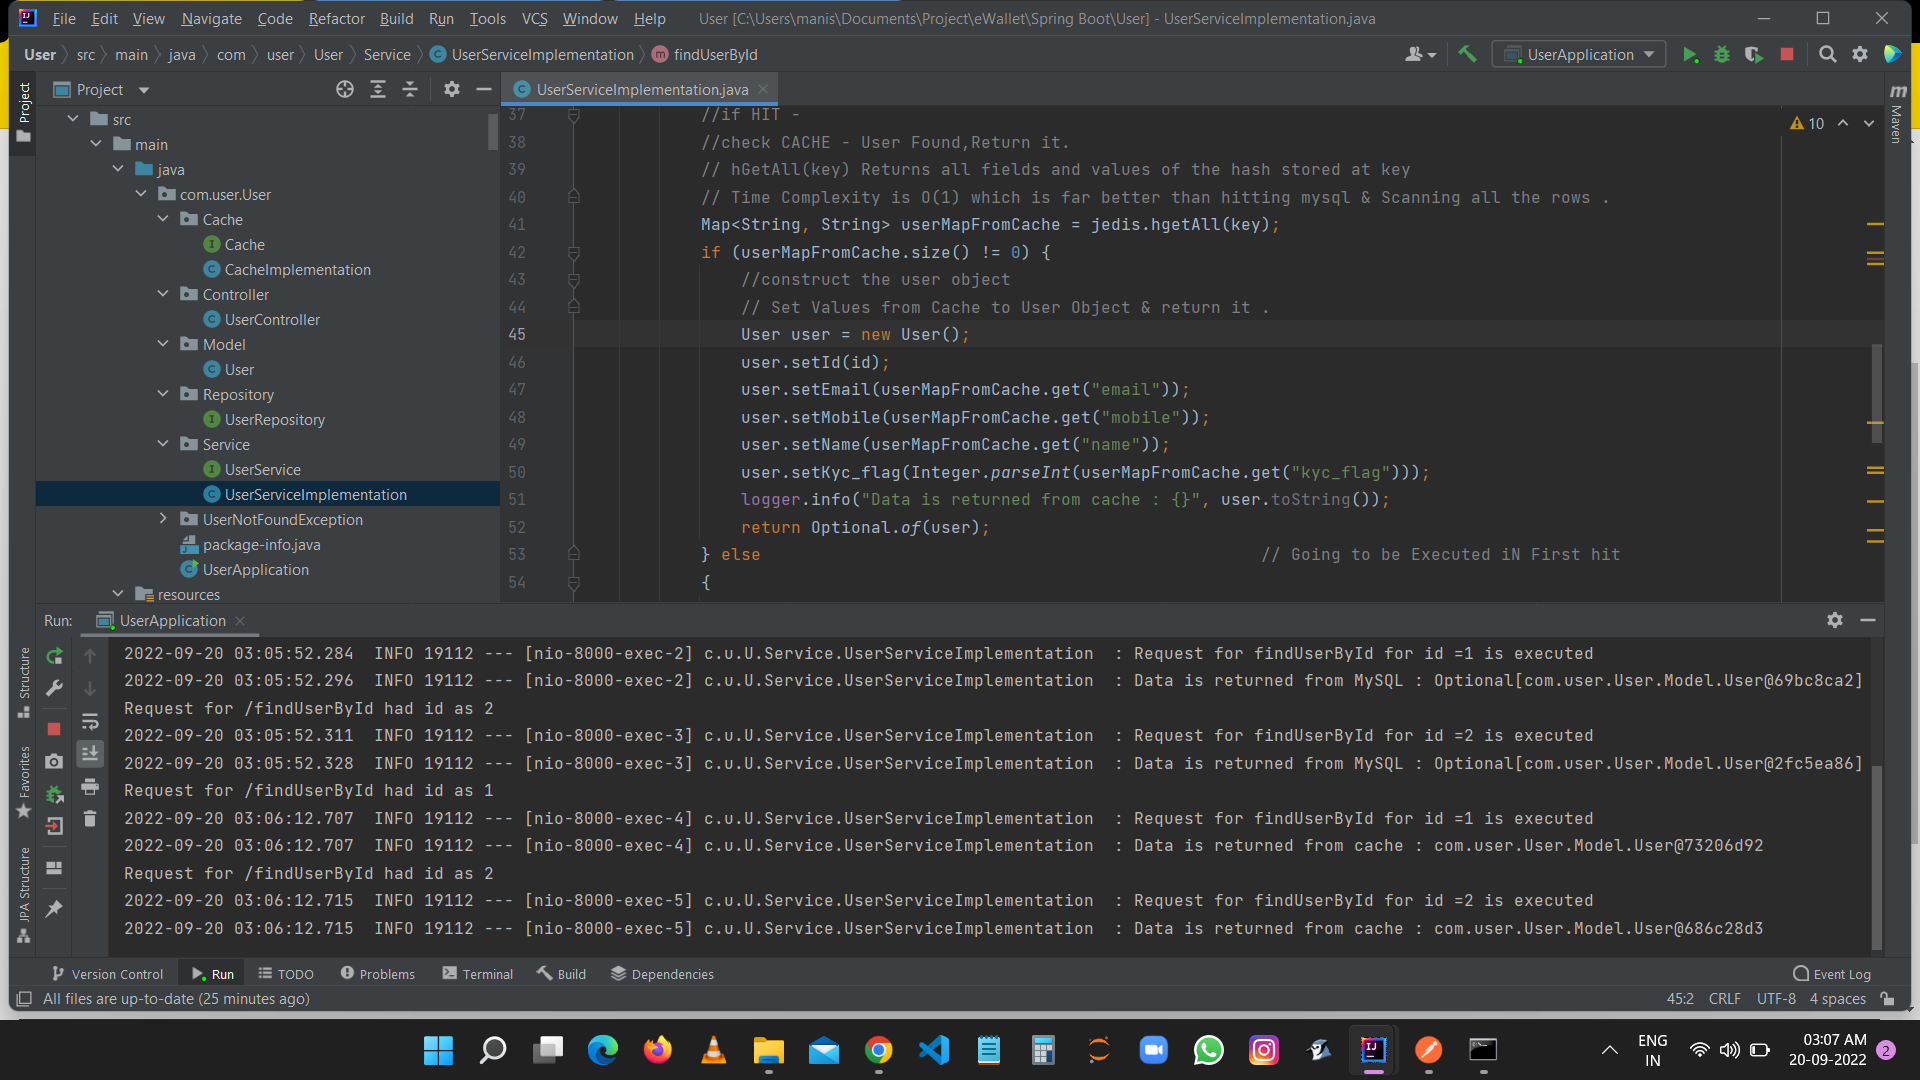 File Edit View Navigate Code Refactor Build Run Tools VCS Window Help User [C:\Users\manis\Documents\Project\eWallet\Spring Boot\User] - UserServiceImplementation.java
User src main java com user User Service UserServiceImplementation findUserById UserApplication
Project UserServiceImplementation.java
Project
Maven
src
main
java
com.user.User
Cache
Cache
CacheImplementation
Controller
UserController
Model
User
Repository
UserRepository
Service
UserService
UserServiceImplementation
UserNotFoundException
package-info.java
UserApplication
resources
10
37 //if HIT -
38 //check CACHE - User Found,Return it.
39 // hGetAll(key) Returns all fields and values of the hash stored at key
40 // Time Complexity is O(1) which is far better than hitting mysql & Scanning all the rows .
41 Map<String, String> userMapFromCache = jedis.hgetAll(key);
42 if (userMapFromCache.size() != 0) {
43 //construct the user object
44 // Set Values from Cache to User Object & return it .
45 User user = new User();
46 user.setId(id);
47 user.setEmail(userMapFromCache.get("email"));
48 user.setMobile(userMapFromCache.get("mobile"));
49 user.setName(userMapFromCache.get("name"));
50 user.setKyc_flag(Integer.parseInt(userMapFromCache.get("kyc_flag")));
51 logger.info("Data is returned from cache : {}", user.toString());
52 return Optional.of(user);
53 } else // Going to be Executed iN First hit
54 {
Run: UserApplication
Structure
Favorites
JPA Structure
2022-09-20 03:05:52.284 INFO 19112 --- [nio-8000-exec-2] c.u.U.Service.UserServiceImplementation : Request for findUserById for id =1 is executed
2022-09-20 03:05:52.296 INFO 19112 --- [nio-8000-exec-2] c.u.U.Service.UserServiceImplementation : Data is returned from MySQL : Optional[com.user.User.Model.User@69bc8ca2]
Request for /findUserById had id as 2
2022-09-20 03:05:52.311 INFO 19112 --- [nio-8000-exec-3] c.u.U.Service.UserServiceImplementation : Request for findUserById for id =2 is executed
2022-09-20 03:05:52.328 INFO 19112 --- [nio-8000-exec-3] c.u.U.Service.UserServiceImplementation : Data is returned from MySQL : Optional[com.user.User.Model.User@2fc5ea86]
Request for /findUserById had id as 1
2022-09-20 03:06:12.707 INFO 19112 --- [nio-8000-exec-4] c.u.U.Service.UserServiceImplementation : Request for findUserById for id =1 is executed
2022-09-20 03:06:12.707 INFO 19112 --- [nio-8000-exec-4] c.u.U.Service.UserServiceImplementation : Data is returned from cache : com.user.User.Model.User@73206d92
Request for /findUserById had id as 2
2022-09-20 03:06:12.715 INFO 19112 --- [nio-8000-exec-5] c.u.U.Service.UserServiceImplementation : Request for findUserById for id =2 is executed
2022-09-20 03:06:12.715 INFO 19112 --- [nio-8000-exec-5] c.u.U.Service.UserServiceImplementation : Data is returned from cache : com.user.User.Model.User@686c28d3
Version Control Run TODO Problems Terminal Build Dependencies Event Log
All files are up-to-date (25 minutes ago) 45:2 CRLF UTF-8 4 spaces
ENG 03:07 AM
IN 20-09-2022 2